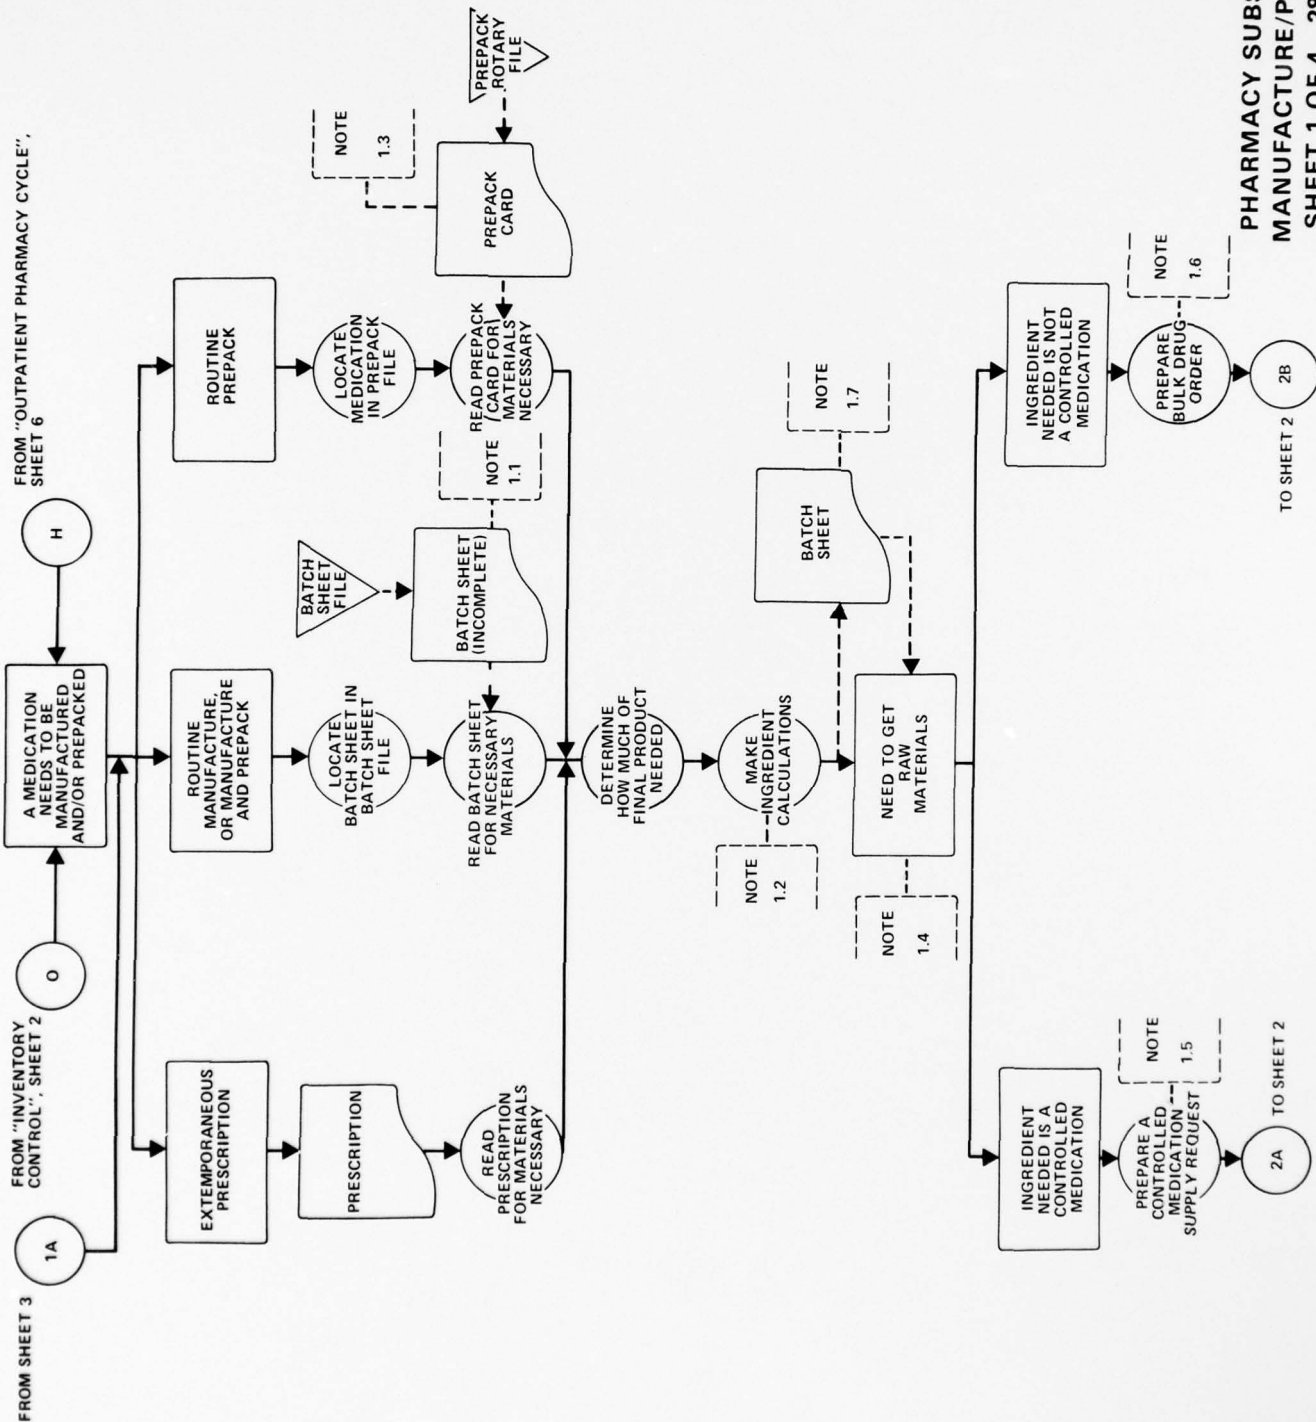 FROM SHEET 3
1A
FROM "INVENTORY
CONTROL", SHEET 2
O
A MEDICATION
NEEDS TO BE
MANUFACTURED
AND/OR PREPACKED
H
FROM "OUTPATIENT PHARMACY CYCLE",
SHEET 6
EXTEMPORANEOUS
PRESCRIPTION
PRESCRIPTION
READ
PRESCRIPTION
FOR MATERIALS
NECESSARY
ROUTINE
MANUFACTURE,
OR MANUFACTURE
AND PREPACK
LOCATE
BATCH SHEET IN
BATCH SHEET
FILE
READ BATCH SHEET
FOR NECESSARY
MATERIALS
BATCH
SHEET
FILE
BATCH SHEET
(INCOMPLETE)
NOTE
1.1
ROUTINE
PREPACK
LOCATE
MEDICATION
IN PREPACK
FILE
READ PREPACK
CARD FOR
MATERIALS
NECESSARY
NOTE
1.3
PREPACK
CARD
PREPACK
ROTARY
FILE
DETERMINE
HOW MUCH OF
FINAL PRODUCT
NEEDED
MAKE
INGREDIENT
CALCULATIONS
NOTE
1.2
BATCH
SHEET
NOTE
1.7
NEED TO GET
RAW
MATERIALS
NOTE
1.4
INGREDIENT
NEEDED IS A
CONTROLLED
MEDICATION
PREPARE A
CONTROLLED
MEDICATION
SUPPLY REQUEST
NOTE
1.5
2A
TO SHEET 2
INGREDIENT
NEEDED IS NOT
A CONTROLLED
MEDICATION
PREPARE
BULK DRUG
ORDER
NOTE
1.6
TO SHEET 2
2B
PHARMACY SUBS
MANUFACTURE/P
SHEET 1 OF 4 28